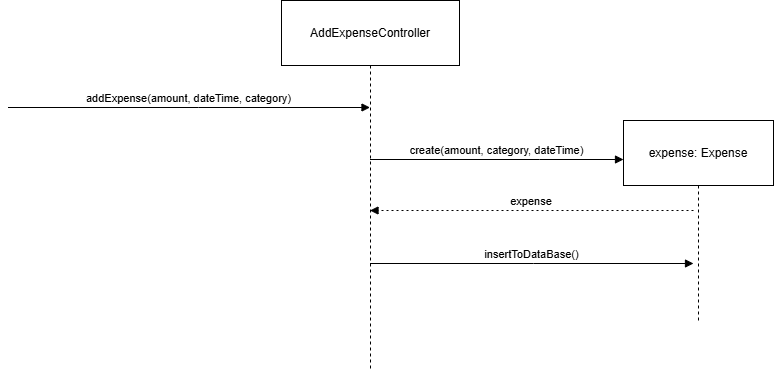 AddExpenseController
addExpense(amount, dateTime, category)
create(amount, category, dateTime)
expense: Expense
expense
insertToDataBase()